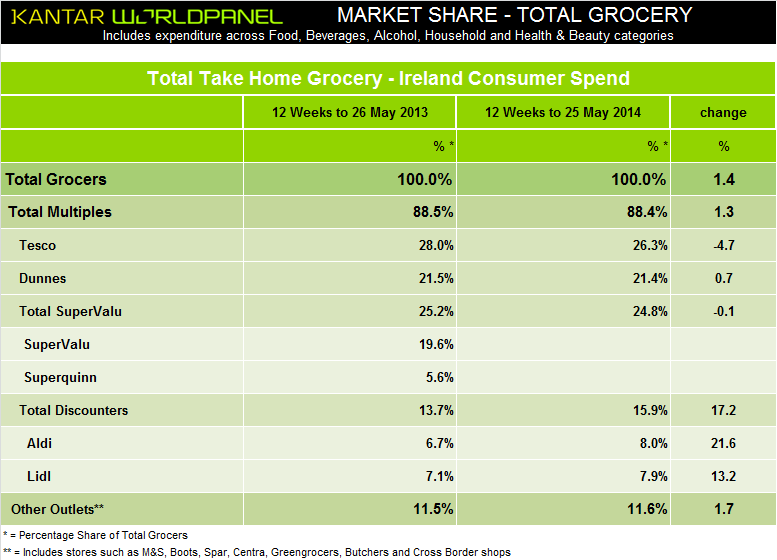 KANTAR WORLDPANEL MARKET SHARE - TOTAL GROCERY
Includes expenditure across Food, Beverages, Alcohol, Household and Health & Beauty categories
Total Take Home Grocery - Ireland Consumer Spend
12 Weeks to 26 May 2013 12 Weeks to 25 May 2014 change
% * % * %
Total Grocers 100.0% 100.0% 1.4
Total Multiples 88.5% 88.4% 1.3
Tesco 28.0% 26.3% -4.7
Dunnes 21.5% 21.4% 0.7
Total SuperValu 25.2% 24.8% -0.1
SuperValu 19.6%
Superquinn 5.6%
Total Discounters 13.7% 15.9% 17.2
Aldi 6.7% 8.0% 21.6
Lidl 7.1% 7.9% 13.2
Other Outlets** 11.5% 11.6% 1.7
* = Percentage Share of Total Grocers
** = Includes stores such as M&S, Boots, Spar, Centra, Greengrocers, Butchers and Cross Border shops